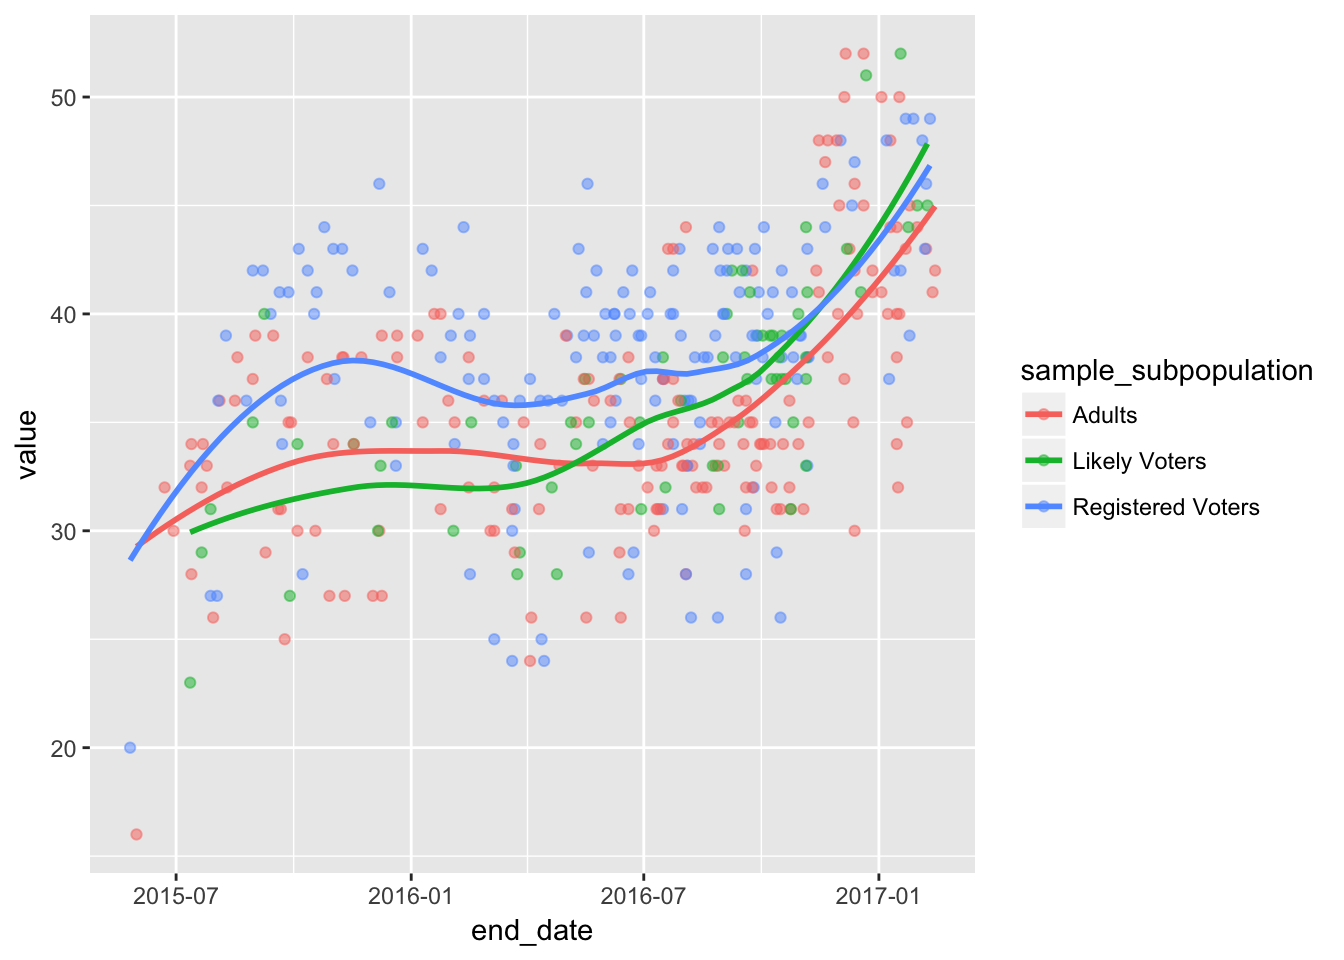 50
40
30
20
value
2015-07
2016-01
2016-07
2017-01
end_date
sample_subpopulation
Adults
Likely Voters
Registered Voters